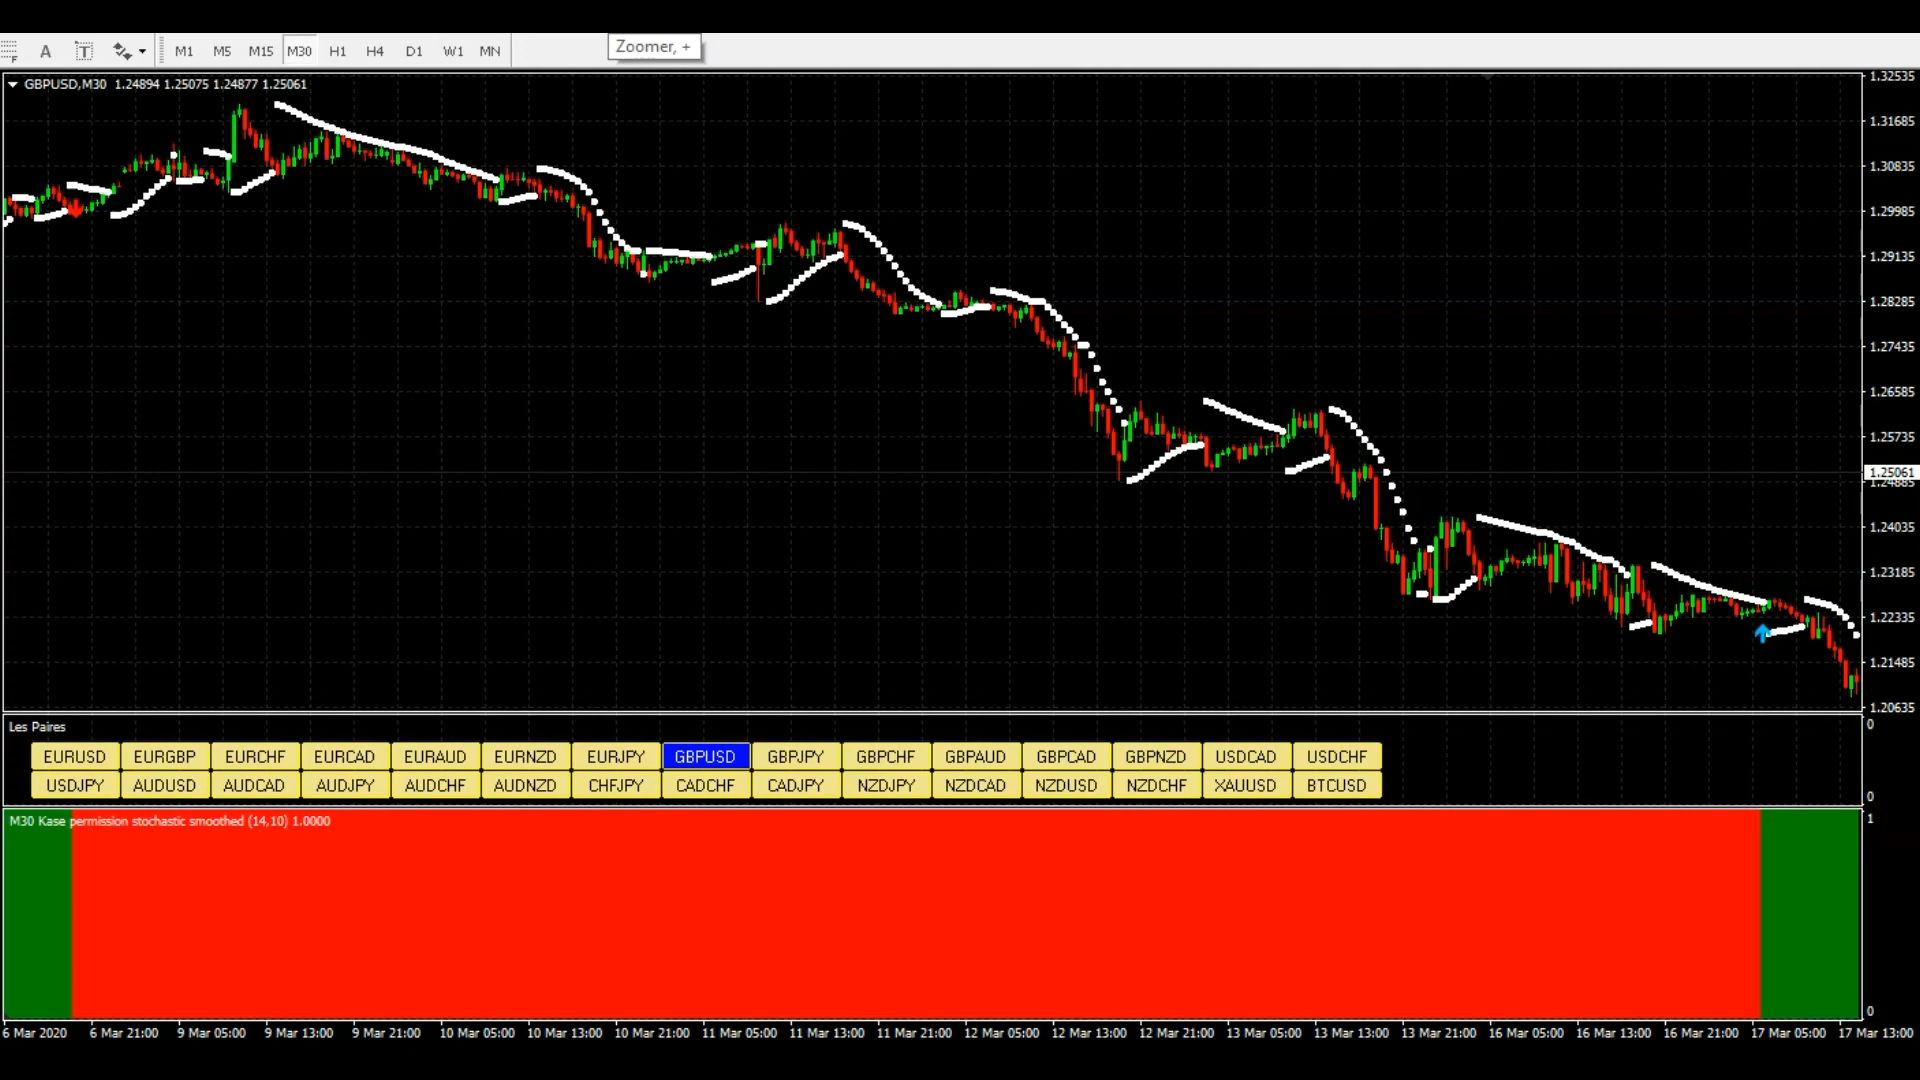 A T M1 M5 M15 M30 H1 H4 D1 W1 MN Zoomer, +
GBPUSD,M30 1.24894 1.25075 1.24877 1.25061
1.32535
1.31685
1.30835
1.29985
1.29135
1.28285
1.27435
1.26585
1.25735
1.25061
1.24885
1.24035
1.23185
1.22335
1.21485
1.20635
Les Paires
0
EURUSD EURGBP EURCHF EURCAD EURAUD EURNZD EURJPY GBPUSD GBPJPY GBPCHF GBPAUD GBPCAD GBPNZD USDCAD USDCHF
USDJPY AUDUSD AUDCAD AUDJPY AUDCHF AUDNZD CHFJPY CADCHF CADJPY NZDJPY NZDCAD NZDUSD NZDCHF XAUUSD BTCUSD
0
M30 Kase permission stochastic smoothed (14,10) 1.0000
1
0
6 Mar 2020 6 Mar 21:00 9 Mar 05:00 9 Mar 13:00 9 Mar 21:00 10 Mar 05:00 10 Mar 13:00 10 Mar 21:00 11 Mar 05:00 11 Mar 13:00 11 Mar 21:00 12 Mar 05:00 12 Mar 13:00 12 Mar 21:00 13 Mar 05:00 13 Mar 13:00 13 Mar 21:00 16 Mar 05:00 16 Mar 13:00 16 Mar 21:00 17 Mar 05:00 17 Mar 13:00